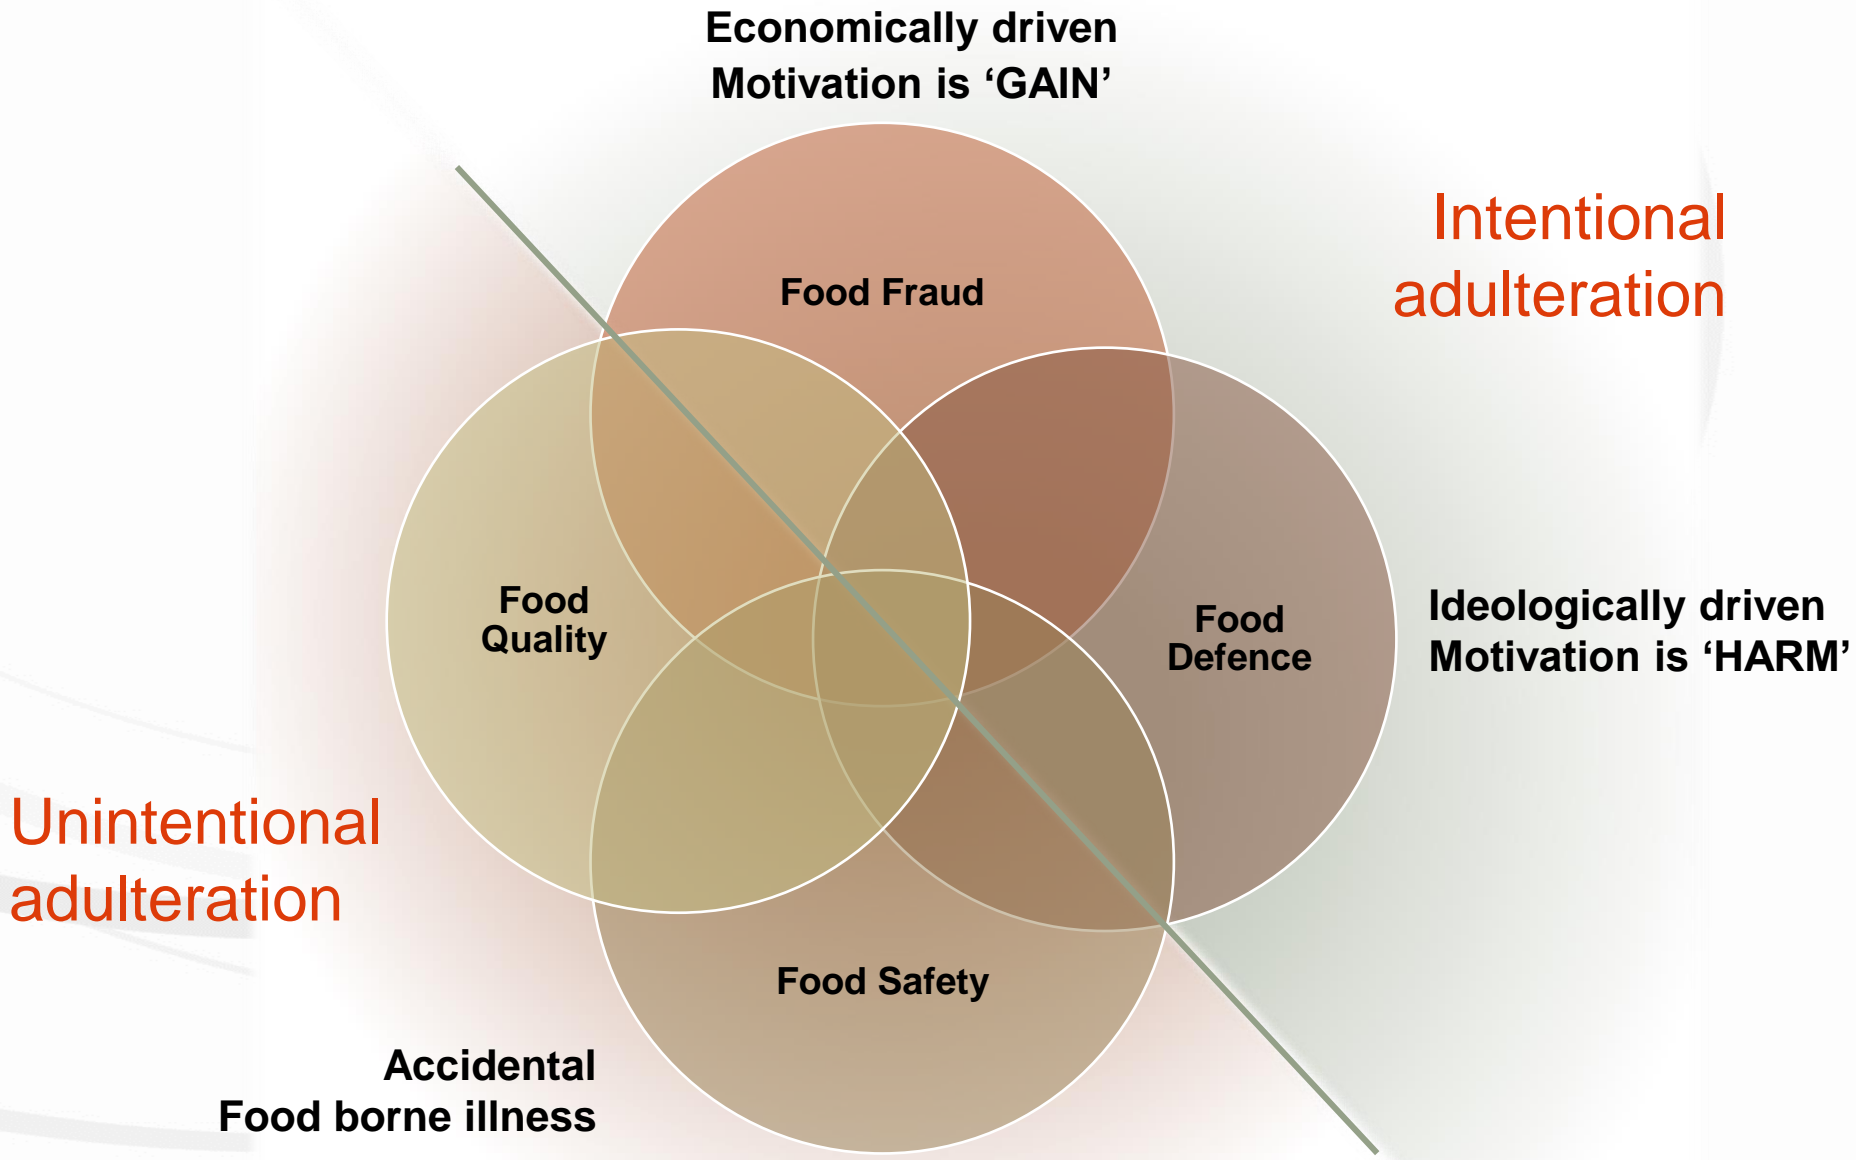 Economically driven
Motivation is ‘GAIN’
Intentional
adulteration
Food Fraud
Food
Quality
Food
Defence
Ideologically driven
Motivation is ‘HARM’
Unintentional
adulteration
Food Safety
Accidental
Food borne illness